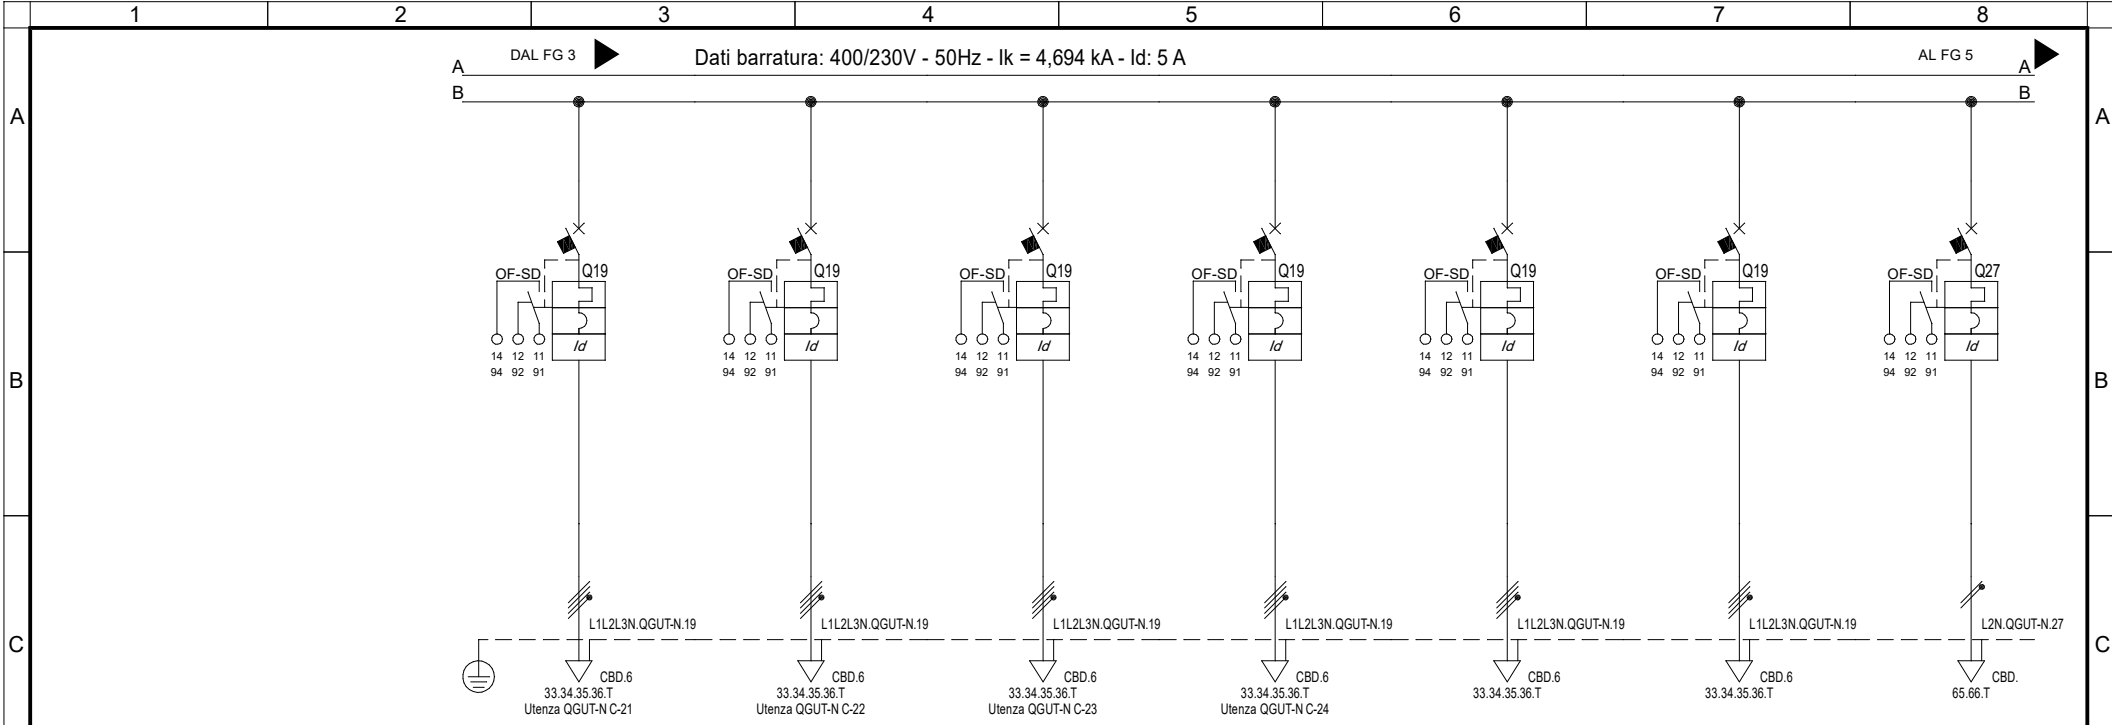 1 2 3 4 5 6 7 8
DAL FG 3 Dati barratura: 400/230V - 50Hz - Ik = 4,694 kA - Id: 5 A AL FG 5
A A
B B
A A
OF-SD Q19 OF-SD Q19 OF-SD Q19 OF-SD Q19 OF-SD Q19 OF-SD Q19 OF-SD Q27
Id Id Id Id Id Id Id
14 12 11 14 12 11 14 12 11 14 12 11 14 12 11 14 12 11 14 12 11
94 92 91 94 92 91 94 92 91 94 92 91 94 92 91 94 92 91 94 92 91
B B
L1L2L3N.QGUT-N.19 L1L2L3N.QGUT-N.19 L1L2L3N.QGUT-N.19 L1L2L3N.QGUT-N.19 L1L2L3N.QGUT-N.19 L1L2L3N.QGUT-N.19 L2N.QGUT-N.27
C C
CBD.6 CBD.6 CBD.6 CBD.6 CBD.6 CBD.6 CBD.
33.34.35.36.T 33.34.35.36.T 33.34.35.36.T 33.34.35.36.T 33.34.35.36.T 33.34.35.36.T 65.66.T
Utenza QGUT-N C-21 Utenza QGUT-N C-22 Utenza QGUT-N C-23 Utenza QGUT-N C-24